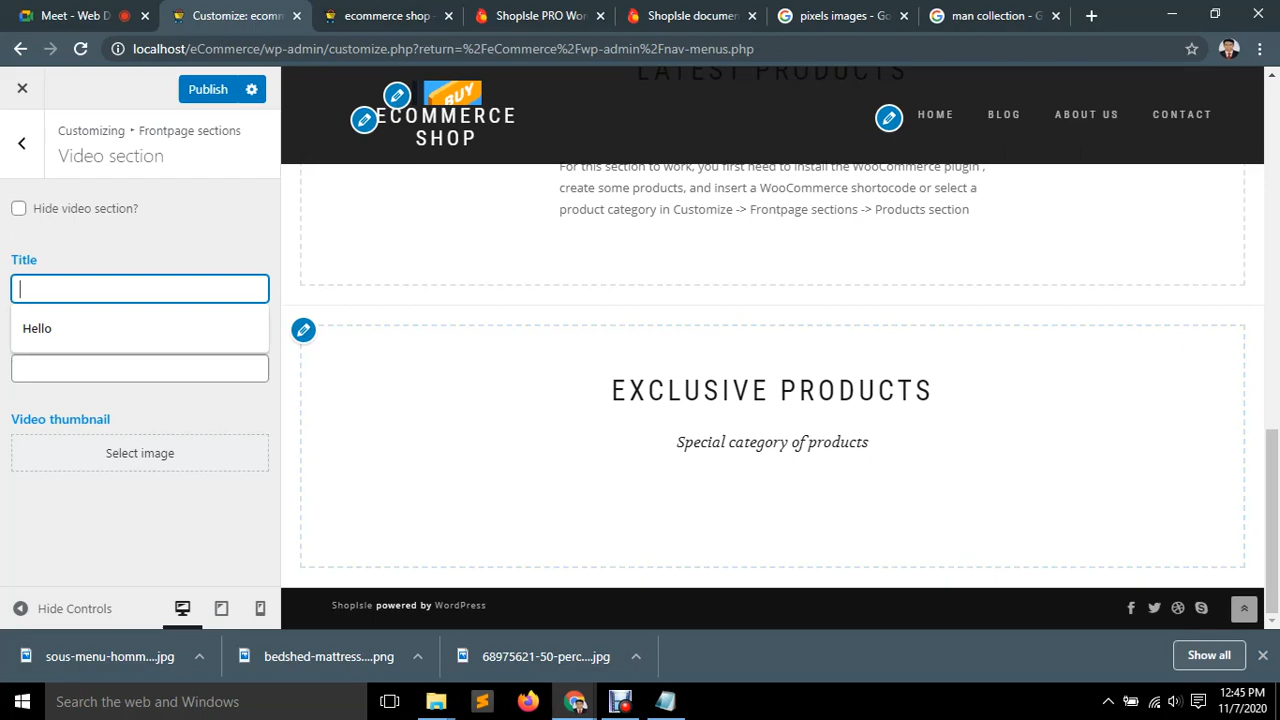 Meet - Web D
Customize: ecomm
ecommerce shop -
ShopIsle PRO Wor
ShopIsle documen
pixels images - Go
man collection - G
localhost/eCommerce/wp-admin/customize.php?return=%2FeCommerce%2Fwp-admin%2Fnav-menus.php
Publish
Customizing ▸ Frontpage sections
Video section
Hide video section?
Title
Hello
Video thumbnail
Select image
Hide Controls
LATEST PRODUCTS
BUY
ECOMMERCE
SHOP
HOME BLOG ABOUT US CONTACT
For this section to work, you first need to install the WooCommerce plugin ,
create some products, and insert a WooCommerce shortocode or select a
product category in Customize -> Frontpage sections -> Products section
EXCLUSIVE PRODUCTS
Special category of products
ShopIsle powered by WordPress
sous-menu-homm....jpg
bedshed-mattress....png
68975621-50-perc....jpg
Show all
Search the web and Windows
12:45 PM
11/7/2020